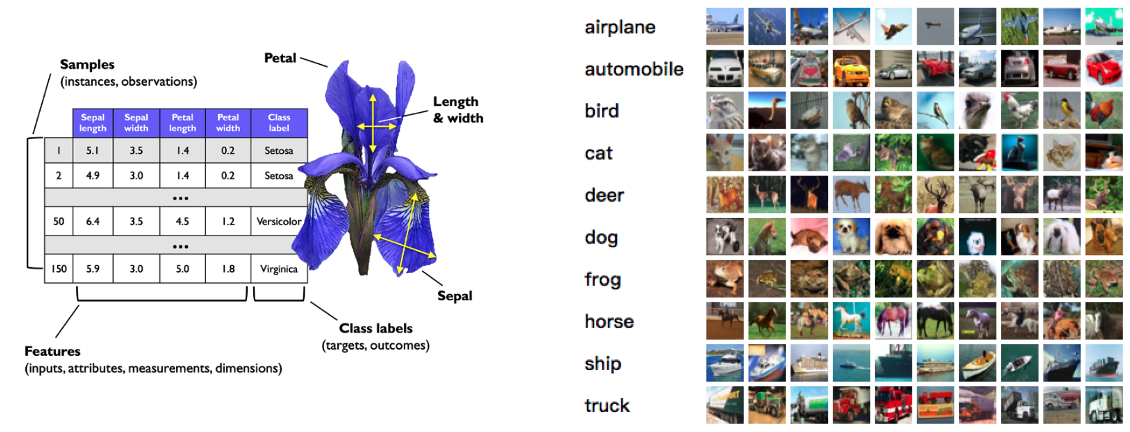 Samples
(instances, observations)
Petal
Length
& width
Sepal length Sepal width Petal length Petal width Class label
1 5.1 3.5 1.4 0.2 Setosa
2 4.9 3.0 1.4 0.2 Setosa
...
50 6.4 3.5 4.5 1.2 Versicolor
...
150 5.9 3.0 5.0 1.8 Virginica
Sepal
Class labels
(targets, outcomes)
Features
(inputs, attributes, measurements, dimensions)
airplane
automobile
bird
cat
deer
dog
frog
horse
ship
truck